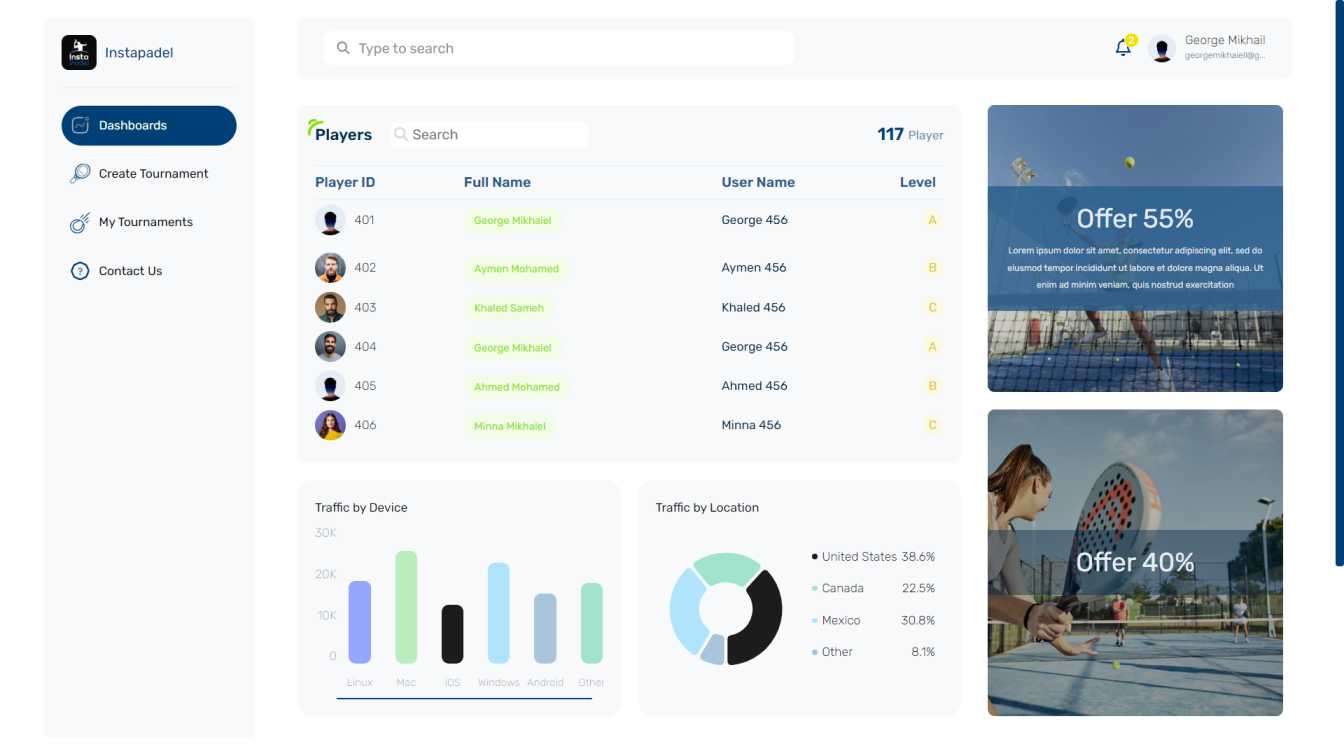 Insta
Instapadel
Dashboards
Create Tournament
My Tournaments
? Contact Us
Type to search
2
George Mikhail
georgemikhaiell@g...
Players
Search
117 Player
Player ID Full Name User Name Level
401 George Mikhaiel George 456 A
402 Aymen Mohamed Aymen 456 B
403 Khaled Sameh Khaled 456 C
404 George Mikhaiel George 456 A
405 Ahmed Mohamed Ahmed 456 B
406 Minna Mikhaiel Minna 456 C
Traffic by Device
30K
20K
10K
0
Linux Mac iOS Windows Android Other
Traffic by Location
United States 38.6%
Canada 22.5%
Mexico 30.8%
Other 8.1%
Offer 55%
Lorem ipsum dolor sit amet, consectetur adipiscing elit, sed do
eiusmod tempor incididunt ut labore et dolore magna aliqua. Ut
enim ad minim veniam, quis nostrud exercitation
Offer 40%